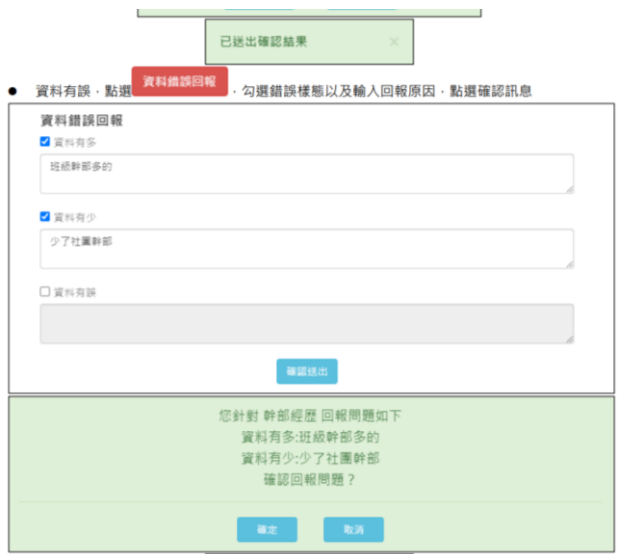 已送出確認結果 ×
● 資料有誤，點選 資料錯誤回報 ，勾選錯誤樣態以及輸入回報原因，點選確認訊息
資料錯誤回報
資料有多
班級幹部多的
資料有少
少了社團幹部
資料有誤
確認送出
您針對 幹部經歷 回報問題如下
資料有多:班級幹部多的
資料有少:少了社團幹部
確認回報問題？
確定 取消